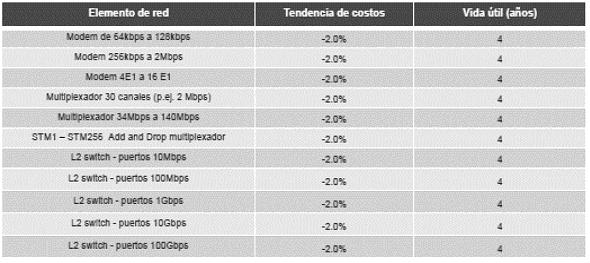 Elemento de red Tendencia de costos Vida útil (años)
Modem de 64kbps a 128kbps -2.0% 4
Modem 256kbps a 2Mbps -2.0% 4
Modem 4E1 a 16 E1 -2.0% 4
Multiplexador 30 canales (p.ej. 2 Mbps) -2.0% 4
Multiplexador 34Mbps a 140Mbps -2.0% 4
STM1 – STM256 Add and Drop multiplexador -2.0% 4
L2 switch - puertos 10Mbps -2.0% 4
L2 switch - puertos 100Mbps -2.0% 4
L2 switch - puertos 1Gbps -2.0% 4
L2 switch - puertos 10Gbps -2.0% 4
L2 switch - puertos 100Gbps -2.0% 4